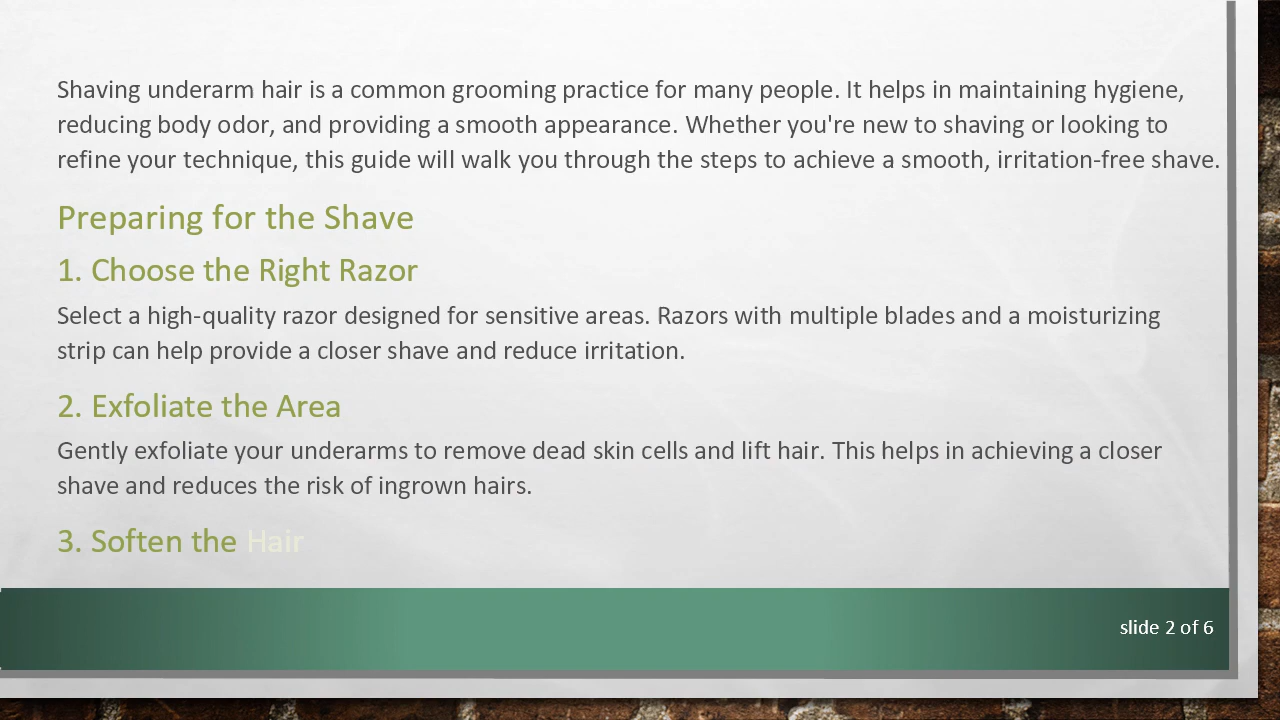 Shaving underarm hair is a common grooming practice for many people. It helps in maintaining hygiene,
reducing body odor, and providing a smooth appearance. Whether you're new to shaving or looking to
refine your technique, this guide will walk you through the steps to achieve a smooth, irritation-free shave.
Preparing for the Shave
1. Choose the Right Razor
Select a high-quality razor designed for sensitive areas. Razors with multiple blades and a moisturizing
strip can help provide a closer shave and reduce irritation.
2. Exfoliate the Area
Gently exfoliate your underarms to remove dead skin cells and lift hair. This helps in achieving a closer
shave and reduces the risk of ingrown hairs.
3. Soften the Hair
slide 2 of 6